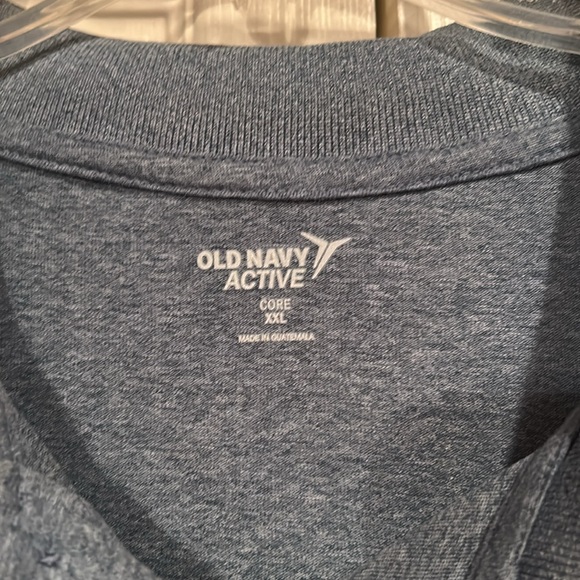 OLD NAVY
ACTIVE
CORE
XXL
MADE IN GUATEMALA